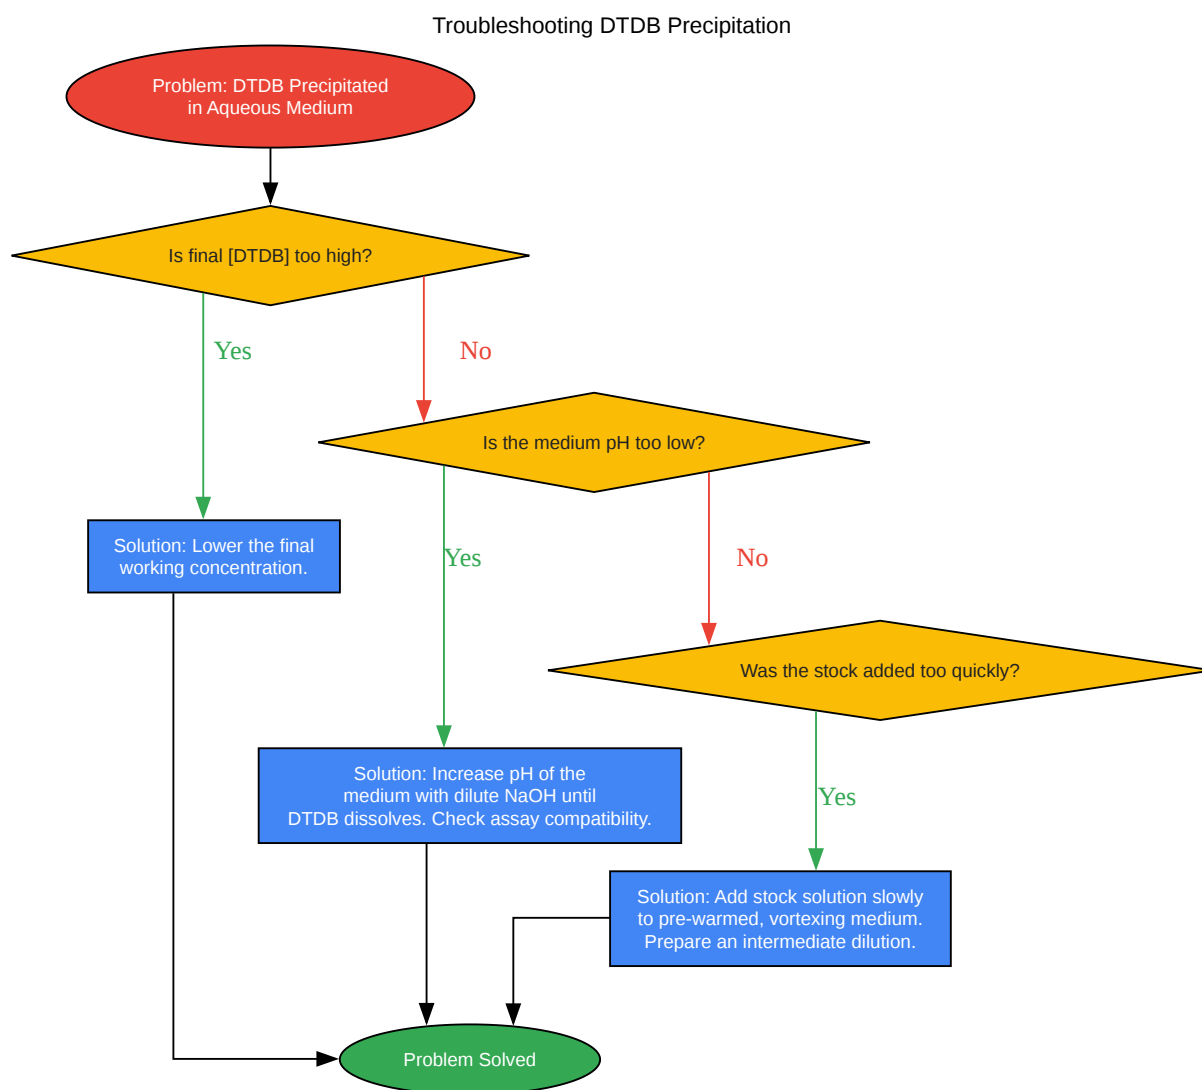 Troubleshooting DTDB Precipitation
Problem: DTDB Precipitated
in Aqueous Medium
Is final [DTDB] too high?
Yes
No
Is the medium pH too low?
Solution: Lower the final
working concentration.
Yes
No
Was the stock added too quickly?
Solution: Increase pH of the
medium with dilute NaOH until
DTDB dissolves. Check assay compatibility.
Yes
Solution: Add stock solution slowly
to pre-warmed, vortexing medium.
Prepare an intermediate dilution.
Problem Solved